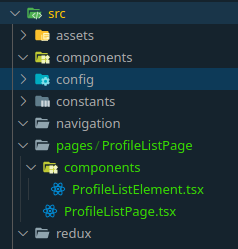 src
assets
components
config
constants
navigation
pages / ProfileListPage
components
ProfileListElement.tsx
ProfileListPage.tsx
redux